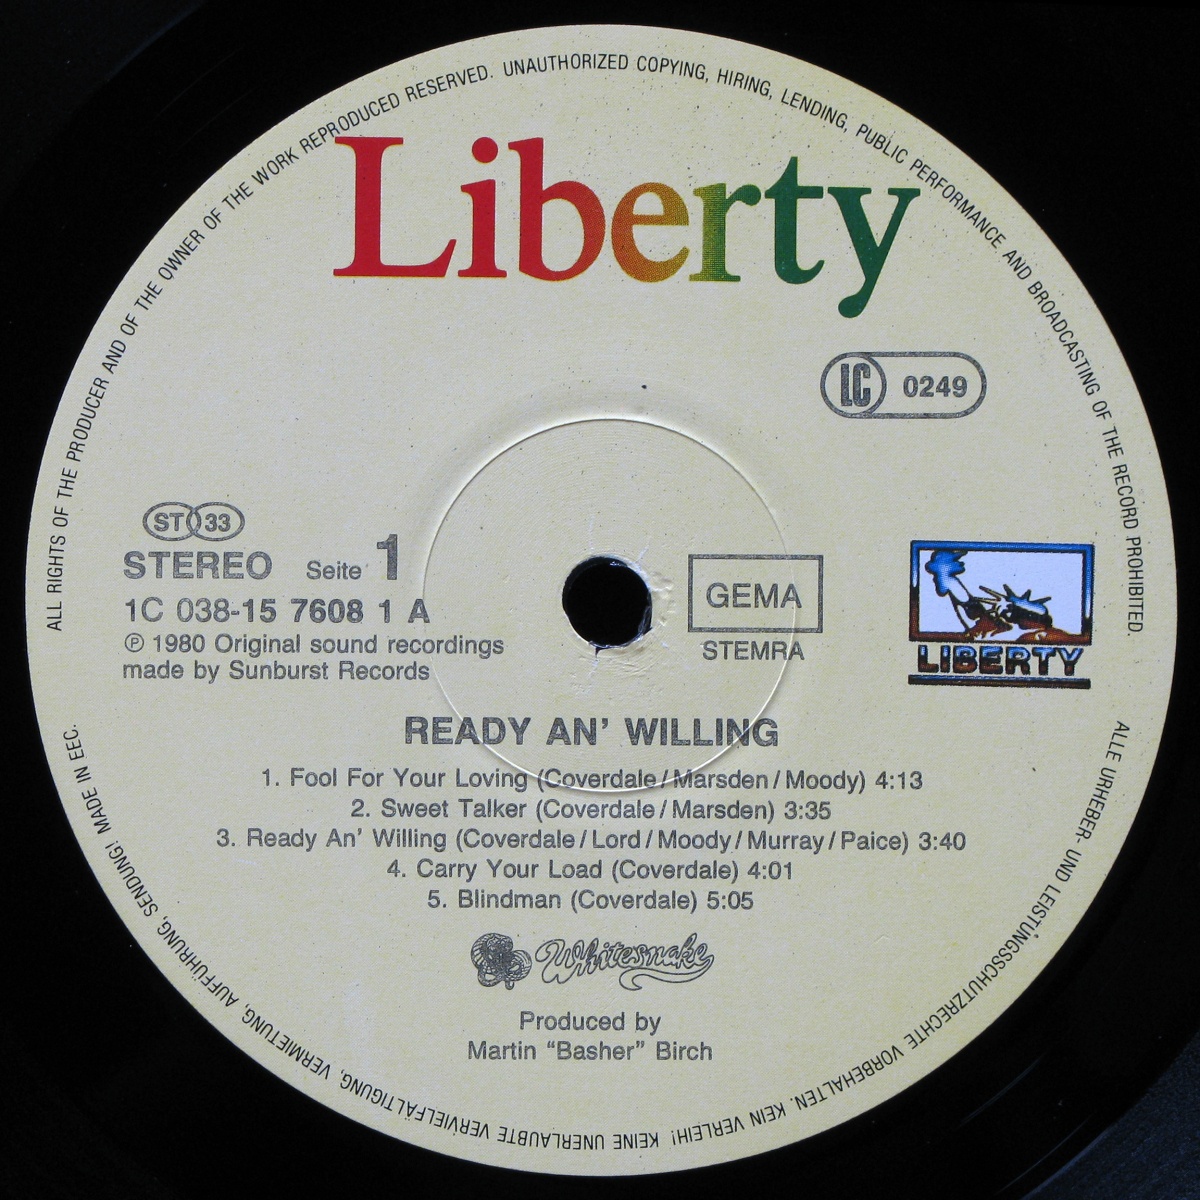 ALL RIGHTS OF THE PRODUCER AND OF THE OWNER OF THE WORK REPRODUCED RESERVED. UNAUTHORIZED COPYING, HIRING, LENDING, PUBLIC PERFORMANCE AND BROADCASTING OF THE RECORD PROHIBITED.
Liberty
LC 0249
ST 33
STEREO Seite 1
1C 038-15 7608 1 A
℗ 1980 Original sound recordings
made by Sunburst Records
GEMA
STEMRA
LIBERTY
READY AN' WILLING
1. Fool For Your Loving (Coverdale/Marsden/Moody) 4:13
2. Sweet Talker (Coverdale/Marsden) 3:35
3. Ready An' Willing (Coverdale/Lord/Moody/Murray/Paice) 3:40
4. Carry Your Load (Coverdale) 4:01
5. Blindman (Coverdale) 5:05
Whitesnake
Produced by
Martin "Basher" Birch
ALLE URHEBER- UND LEISTUNGSSCHUTZRECHTE VORBEHALTEN. KEIN VERLEIH! KEINE UNERLAUBTE VERVIELFÄLTIGUNG, VERMIETUNG, AUFFÜHRUNG, SENDUNG! MADE IN EEC.